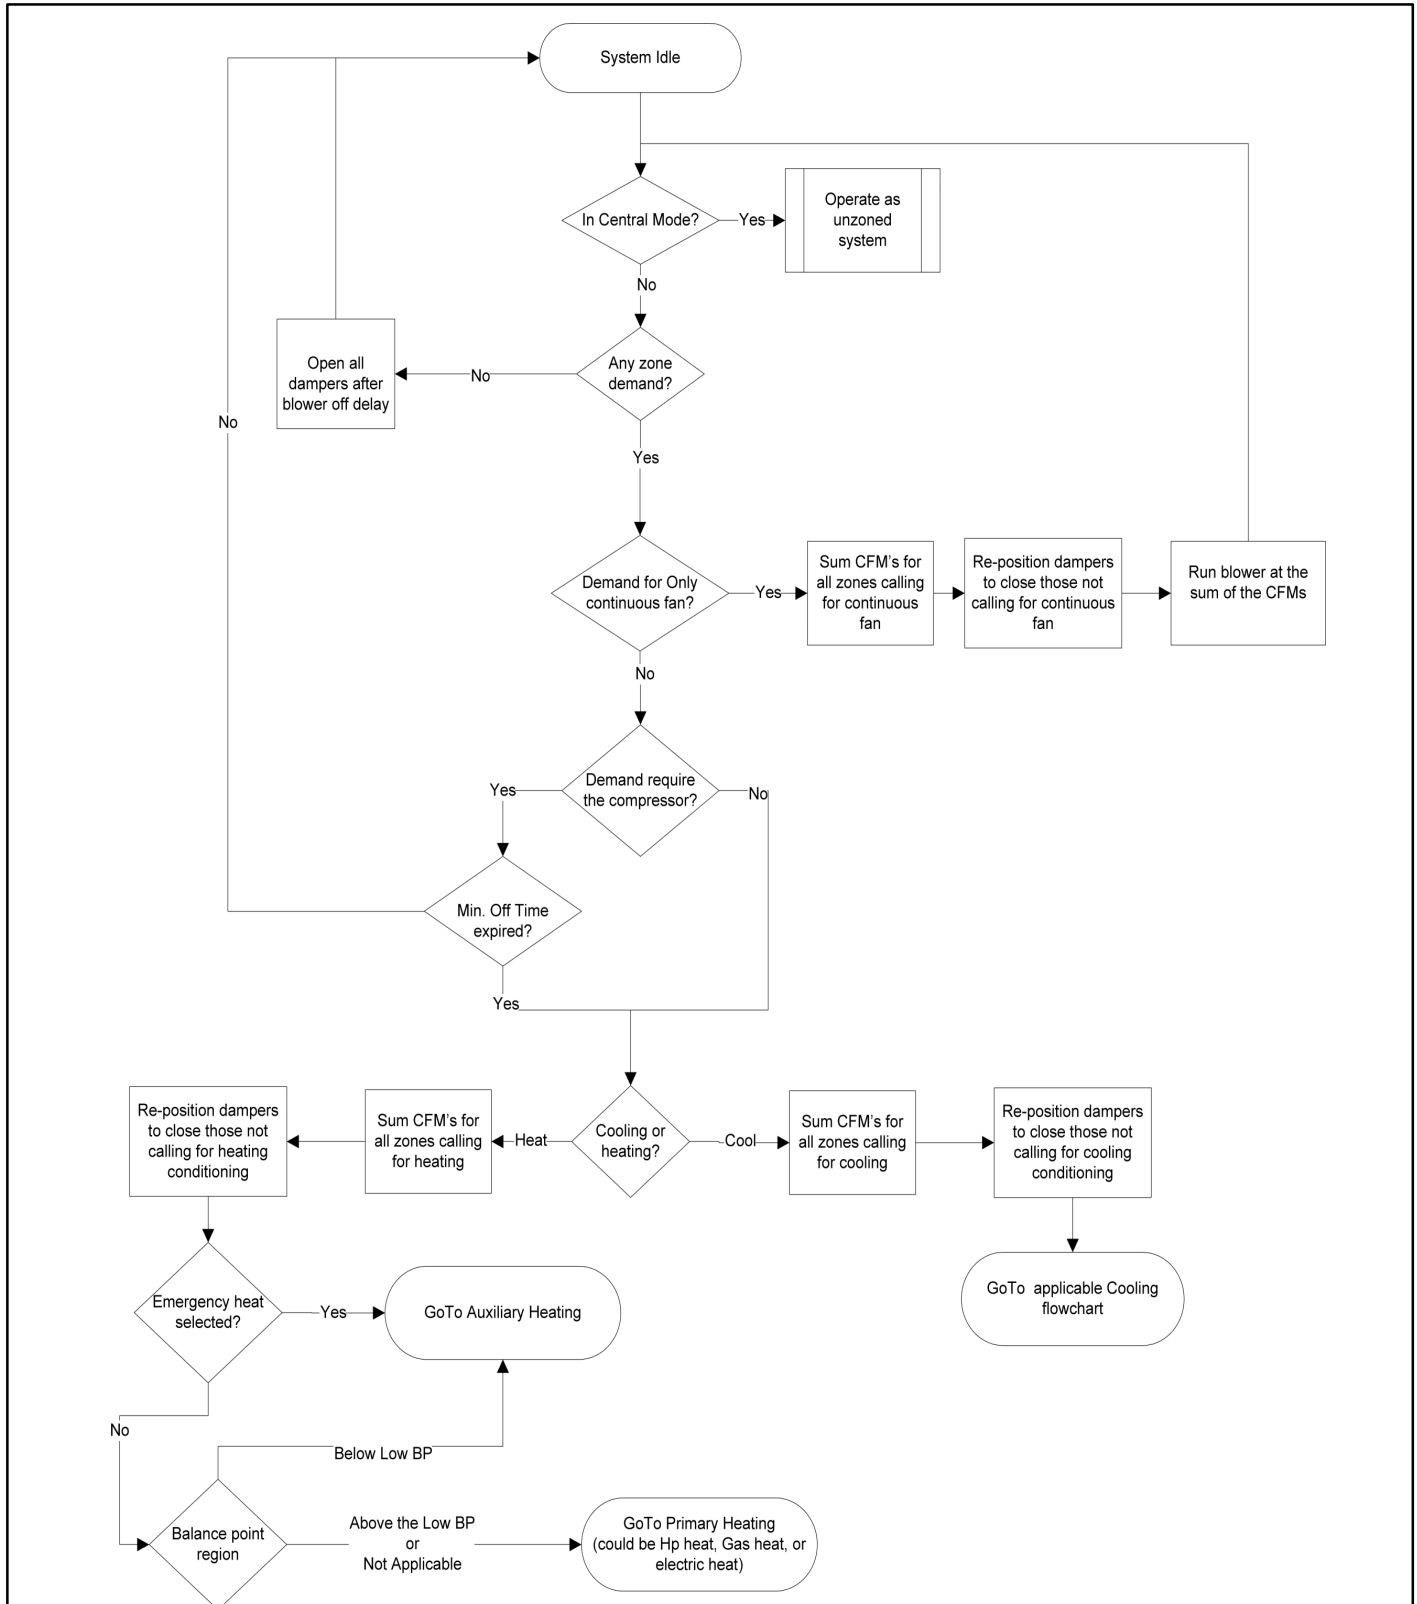 System Idle
In Central Mode?
Yes
Operate as
unzoned
system
No
Any zone
demand?
No
Open all
dampers after
blower off delay
No
Yes
Demand for Only
continuous fan?
Yes
Sum CFM's for
all zones calling
for continuous
fan
Re-position dampers
to close those not
calling for continuous
fan
Run blower at the
sum of the CFMs
No
Demand require
the compressor?
Yes
No
Min. Off Time
expired?
Yes
Cooling or
heating?
Heat
Sum CFM's for
all zones calling
for heating
Re-position dampers
to close those not
calling for heating
conditioning
Cool
Sum CFM's for
all zones calling
for cooling
Re-position dampers
to close those not
calling for cooling
conditioning
GoTo  applicable Cooling
flowchart
Emergency heat
selected?
Yes
GoTo Auxiliary Heating
No
Below Low BP
Balance point
region
Above the Low BP
or
Not Applicable
GoTo Primary Heating
(could be Hp heat, Gas heat, or
electric heat)